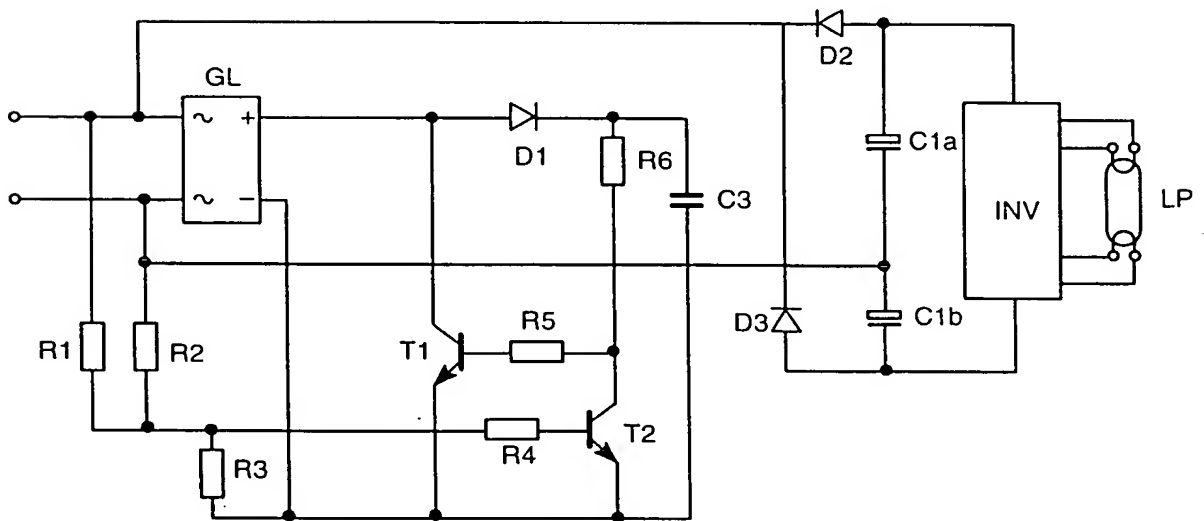 D2
GL
~ +
D1
R6
C1a
C3
~ −
INV
LP
R1
R2
T1
R5
D3
C1b
R4
T2
R3